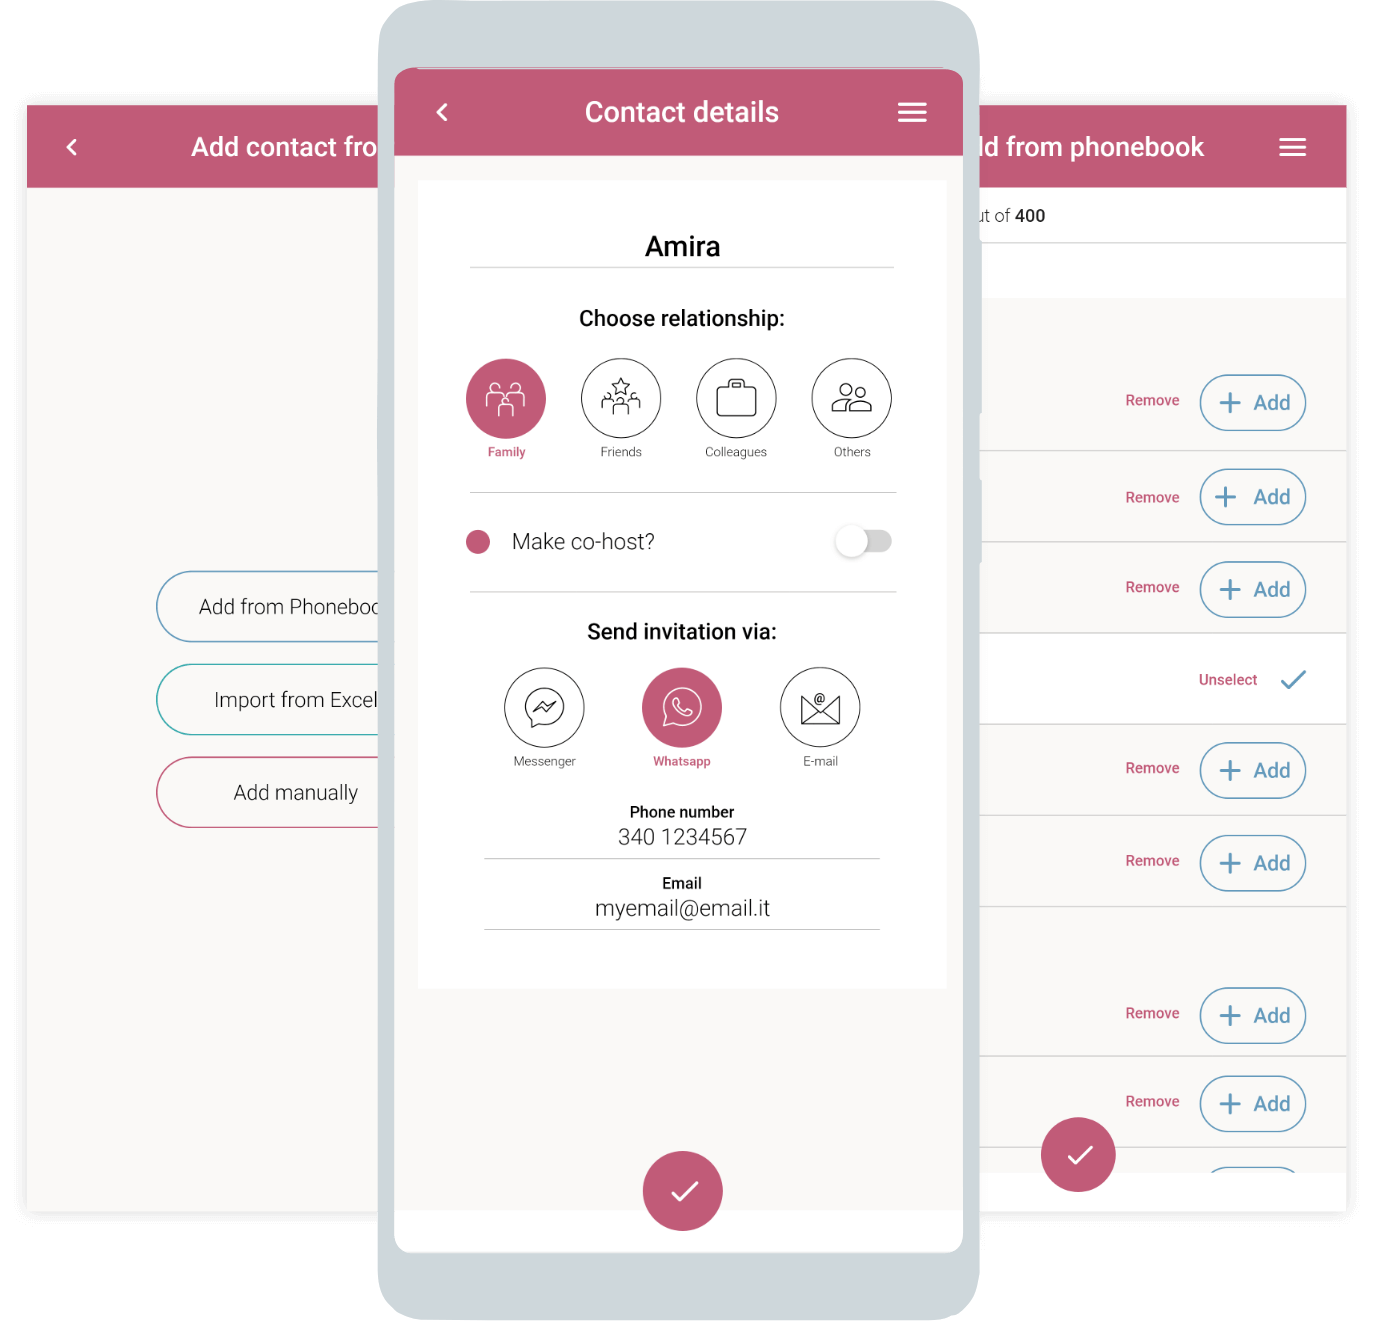 Add contact fro
Add from Phoneboo
Import from Excel
Add manually
Contact details
Amira
Choose relationship:
Family Friends Colleagues Others
Make co-host?
Send invitation via:
Messenger Whatsapp E-mail
Phone number
340 1234567
Email
myemail@email.it
d from phonebook
ut of 400
Remove + Add
Remove + Add
Remove + Add
Unselect
Remove + Add
Remove + Add
Remove + Add
Remove + Add